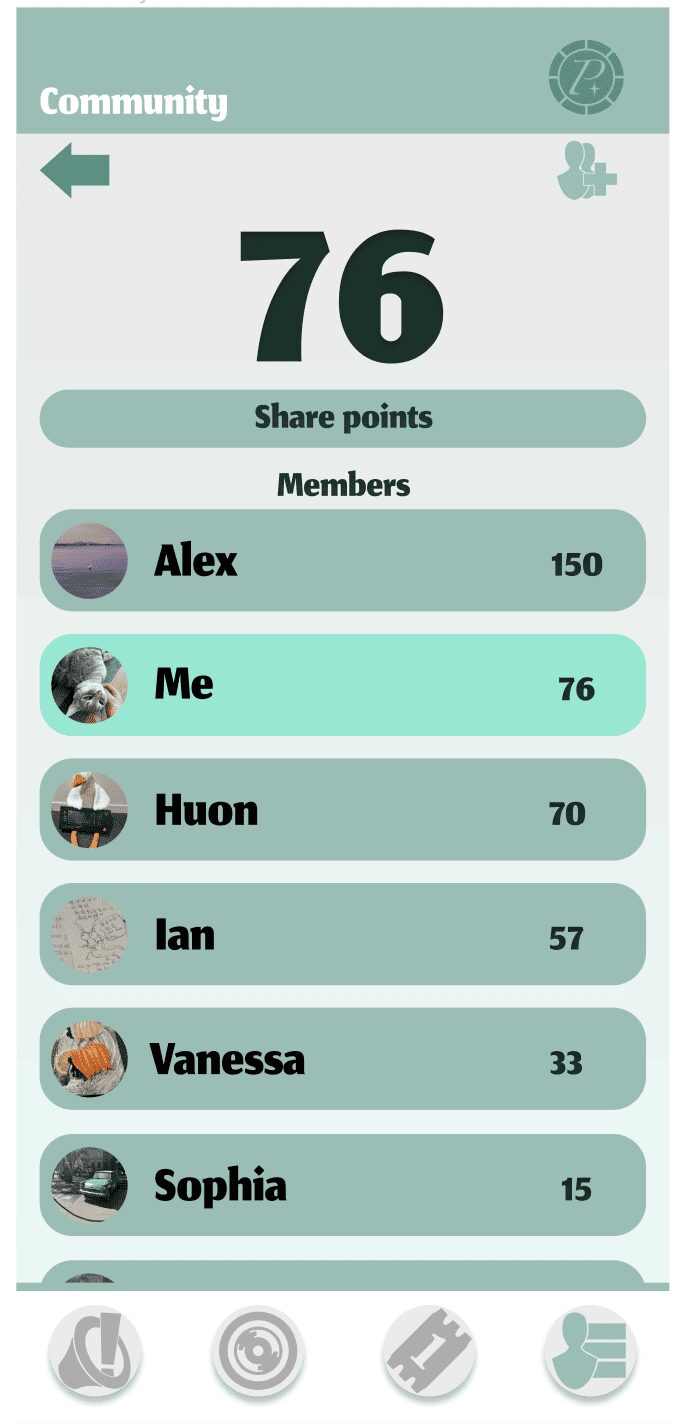 Community
P
76
Share points
Members
Alex 150
Me 76
Huon 70
Ian 57
Vanessa 33
Sophia 15